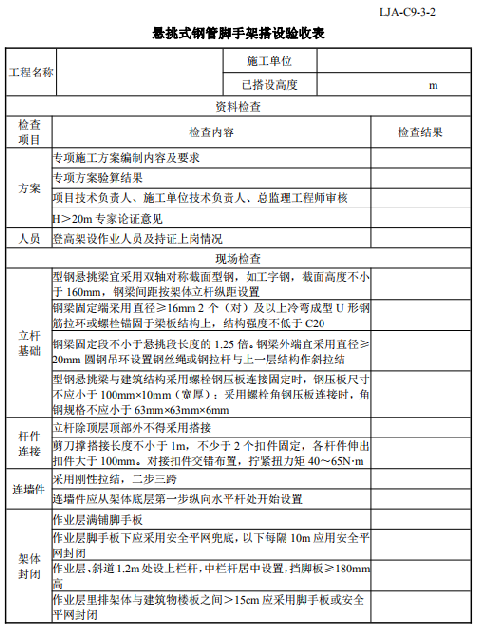 LJA-C9-3-2
悬挑式钢管脚手架搭设验收表
工程名称
施工单位
已搭设高度
m
资料检查
检查
项目
检查内容
检查结果
方案
专项施工方案编制内容及要求
专项方案验算结果
项目技术负责人、施工单位技术负责人、总监理工程师审核
H＞20m 专家论证意见
人员
登高架设作业人员及持证上岗情况
现场检查
立杆
基础
型钢悬挑梁宜采用双轴对称截面型钢，如工字钢，截面高度不小
于 160mm，钢梁间距按架体立杆纵距设置
钢梁固定端采用直径≥16mm 2 个（对）及以上冷弯成型 U 形钢
筋拉环或螺栓锚固于梁板结构上，结构强度不低于 C20
钢梁固定段不小于悬挑段长度的 1.25 倍。钢梁外端宜采用直径≥
20mm 圆钢吊环设置钢丝绳或钢拉杆与上一层结构作斜拉结
型钢悬挑梁与建筑结构采用螺栓钢压板连接固定时，钢压板尺寸
不应小于 100mm×10mm（宽厚）；采用螺栓角钢压板连接时，角
钢规格不应小于 63mm×63mm×6mm
杆件
连接
立杆除顶层顶部外不得采用搭接
剪刀撑搭接长度不小于 1m，不少于 2 个扣件固定，各杆件伸出
扣件大于 100mm。对接扣件交错布置，拧紧扭力矩 40～65N·m
连墙件
采用刚性拉结，二步三跨
连墙件应从架体底层第一步纵向水平杆处开始设置
架体
封闭
作业层满铺脚手板
作业层脚手板下应采用安全平网兜底，以下每隔 10m 应用安全平
网封闭
作业层、斜道 1.2m 处设上栏杆，中栏杆居中设置，挡脚板≥180mm
高
作业层里排架体与建筑物楼板之间＞15cm 应采用脚手板或安全
平网封闭